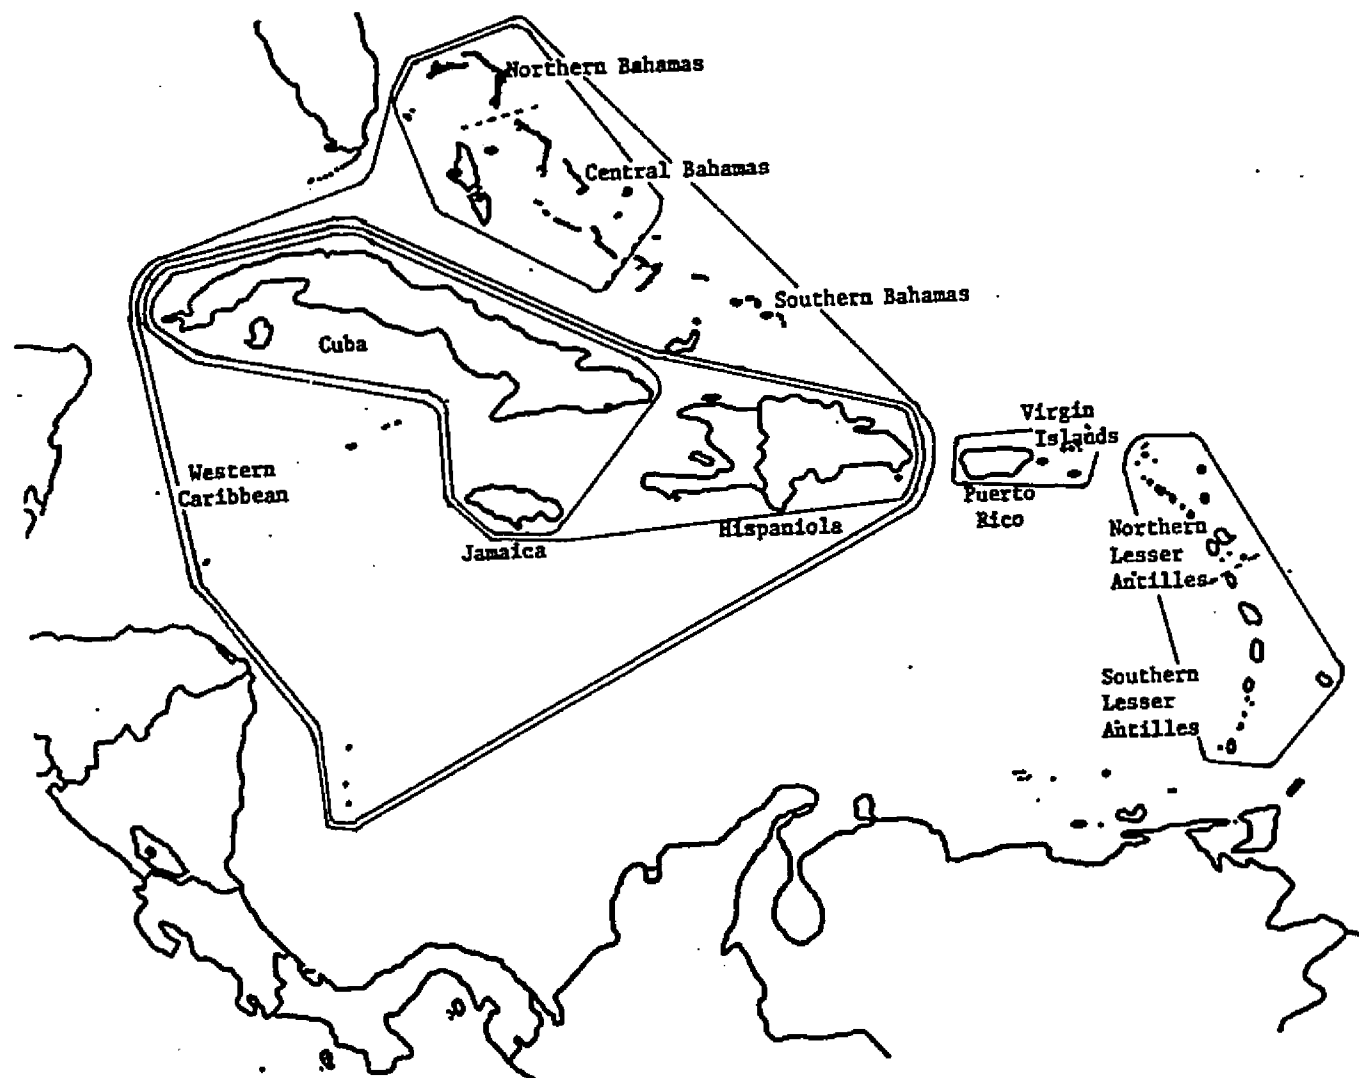 Northern Bahamas
Central Bahamas
Southern Bahamas
Cuba
Virgin
Islands
Western
Caribbean
Puerto
Rico
Hispaniola
Jamaica
Northern
Lesser
Antilles
Southern
Lesser
Antilles